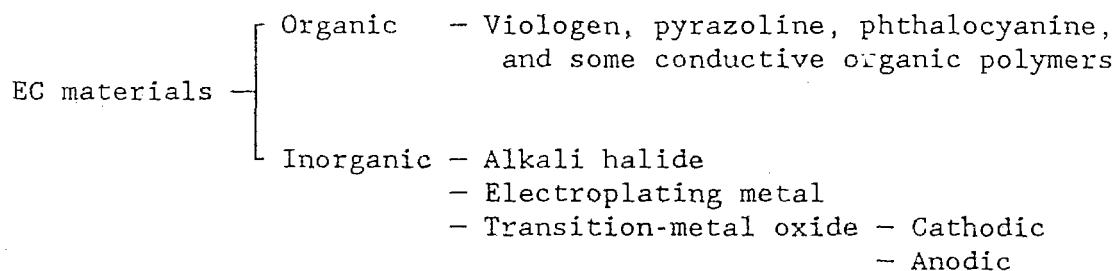 Organic — Viologen, pyrazoline, phthalocyanine,
and some conductive organic polymers
EC materials
Inorganic — Alkali halide
— Electroplating metal
— Transition-metal oxide — Cathodic
— Anodic